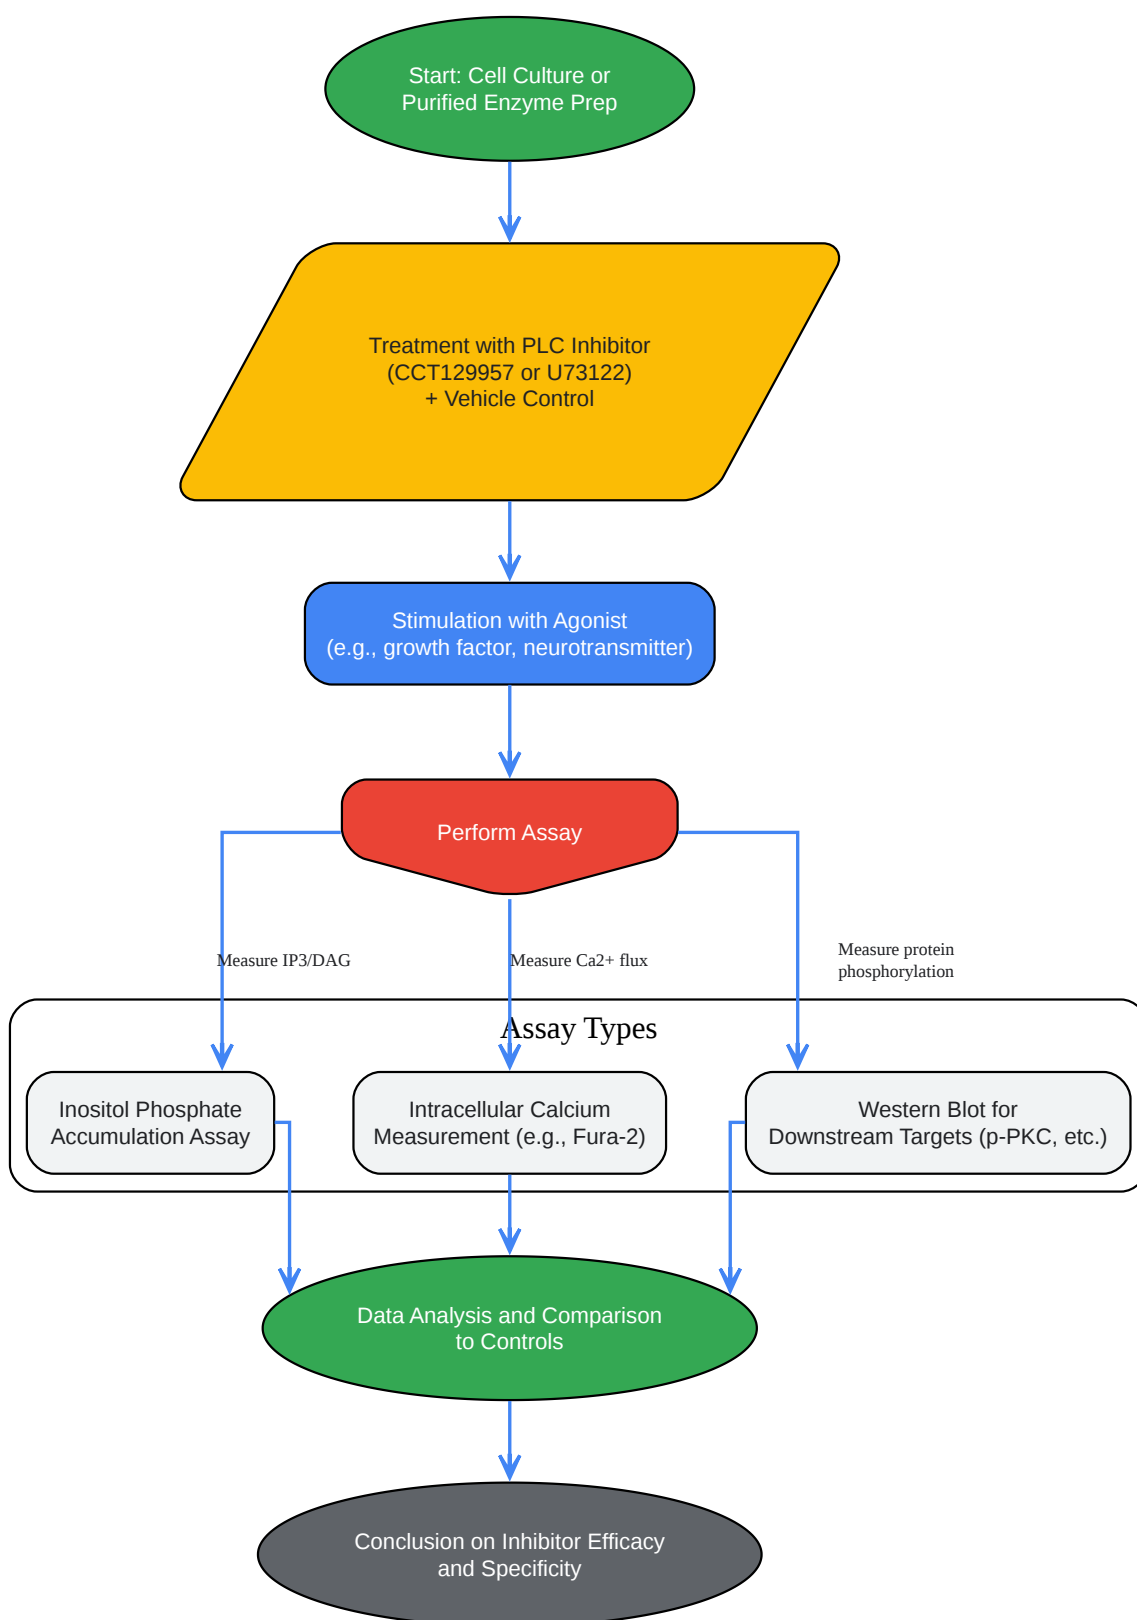 Start: Cell Culture or
Purified Enzyme Prep
Treatment with PLC Inhibitor
(CCT129957 or U73122)
+ Vehicle Control
Stimulation with Agonist
(e.g., growth factor, neurotransmitter)
Perform Assay
Measure IP3/DAG
Measure Ca2+ flux
Measure protein
phosphorylation
Assay Types
Inositol Phosphate
Accumulation Assay
Intracellular Calcium
Measurement (e.g., Fura-2)
Western Blot for
Downstream Targets (p-PKC, etc.)
Data Analysis and Comparison
to Controls
Conclusion on Inhibitor Efficacy
and Specificity